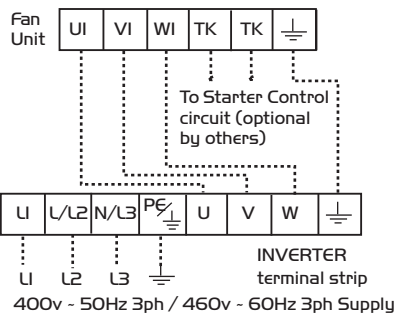 Fan
Unit
UI VI WI TK TK
To Starter Control
circuit (optional
by others)
LI L/L2 N/L3 PE/ U V W
INVERTER
LI L2 L3 terminal strip
400v ~ 50Hz 3ph / 460v ~ 60Hz 3ph Supply